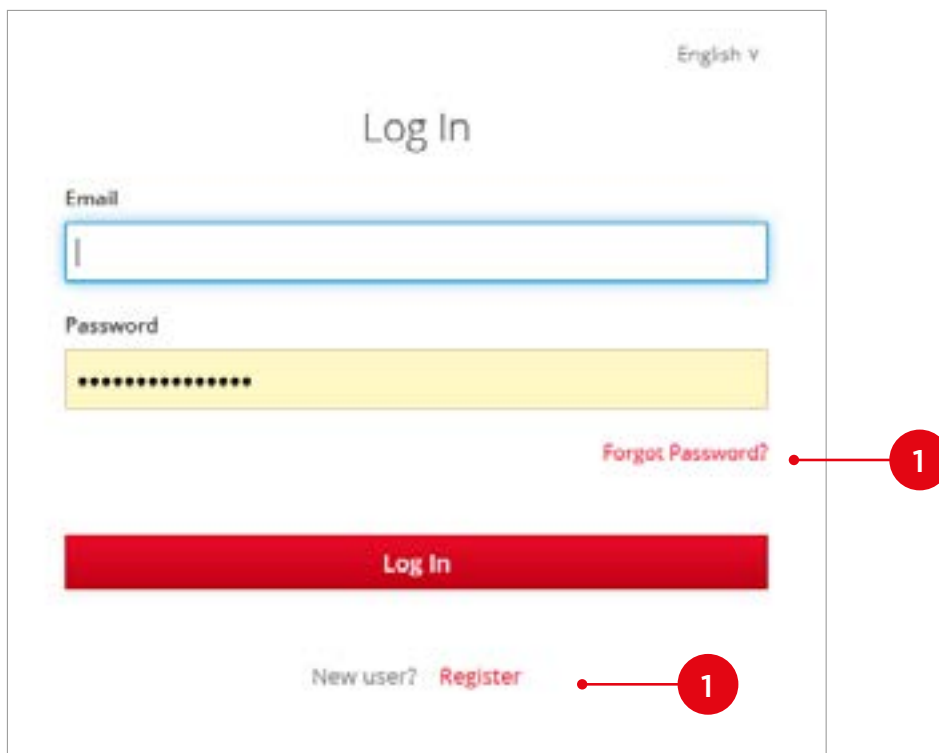 English v
Log In
Email
Password
Forgot Password?
1
Log In
New user? Register
1